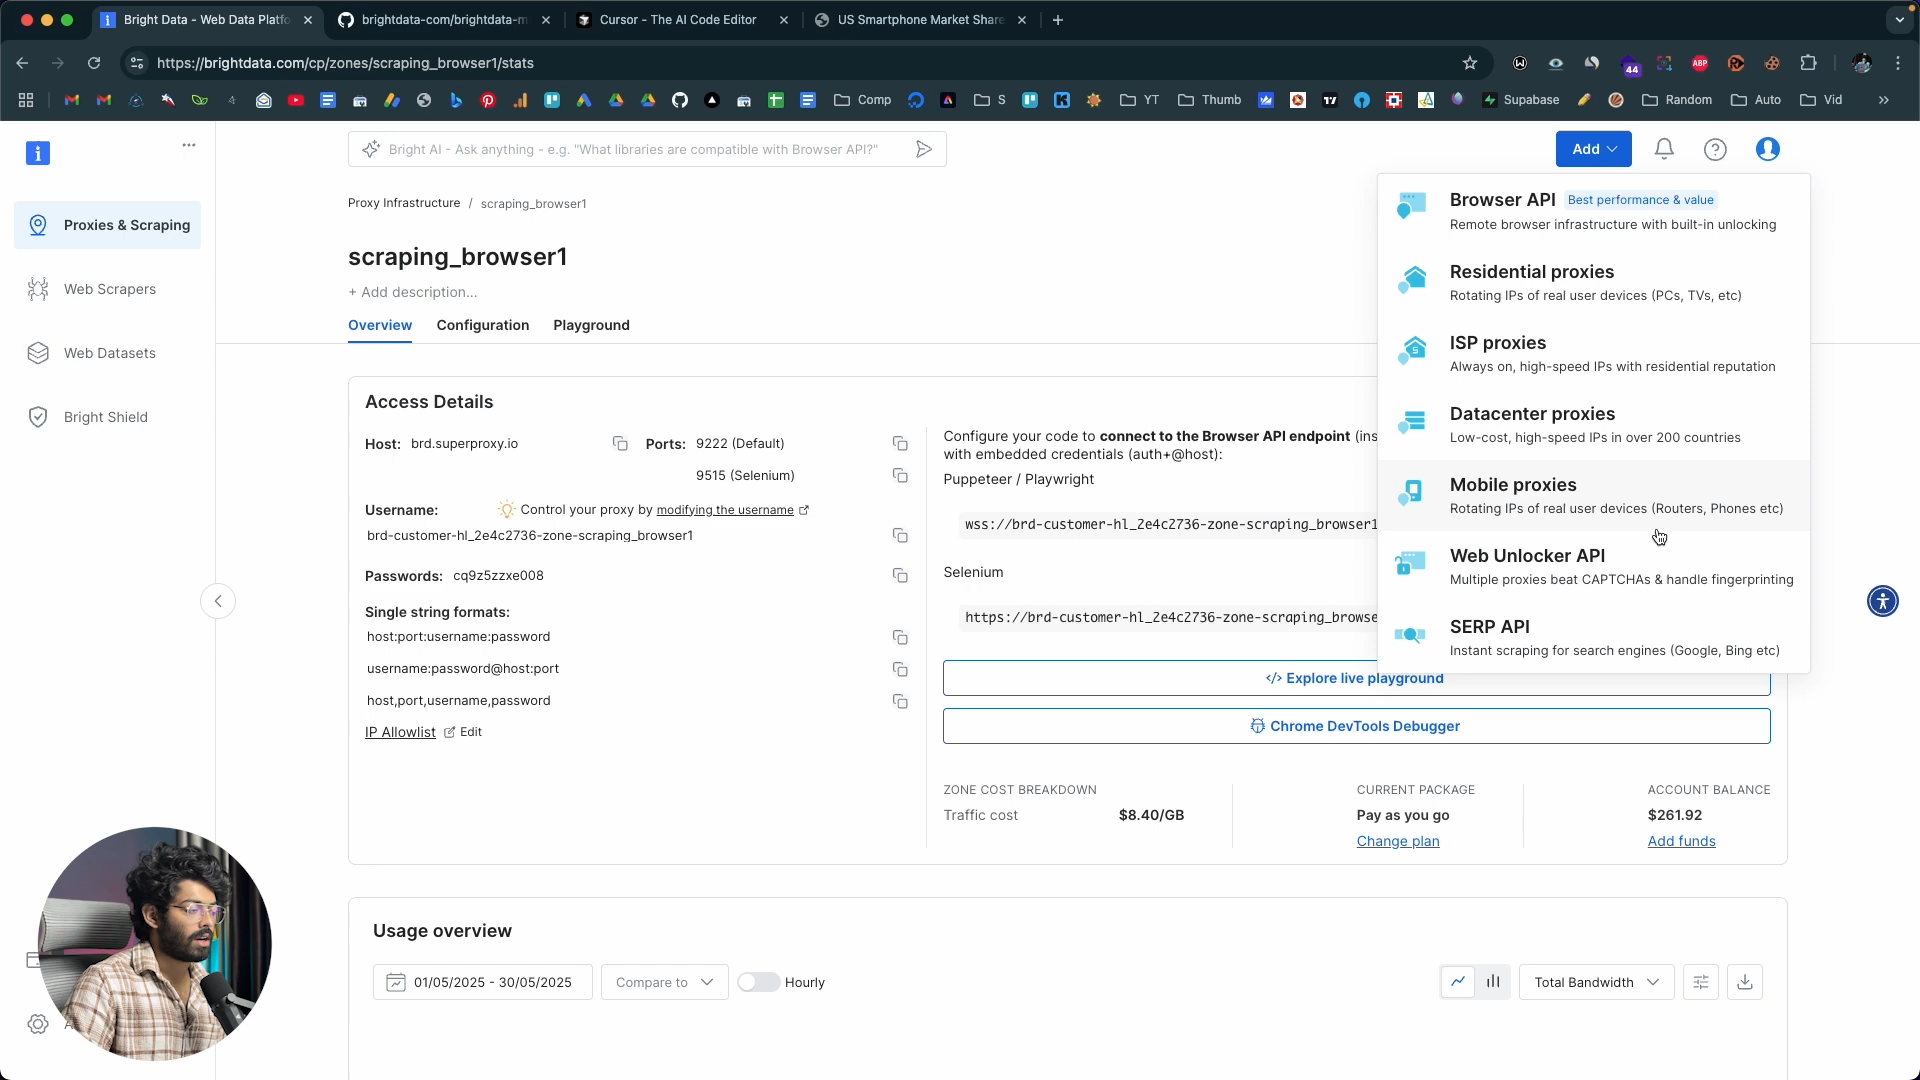 Bright Data - Web Data Platfo
brightdata-com/brightdata-m
Cursor - The AI Code Editor
US Smartphone Market Share
https://brightdata.com/cp/zones/scraping_browser1/stats
44
ABP
Comp
S
YT
Thumb
Supabase
Random
Auto
Vid
Bright AI - Ask anything - e.g. "What libraries are compatible with Browser API?"
Add
Proxies & Scraping
Web Scrapers
Web Datasets
Bright Shield
Proxy Infrastructure / scraping_browser1
scraping_browser1
+ Add description...
Overview
Configuration
Playground
Browser API
Best performance & value
Remote browser infrastructure with built-in unlocking
Residential proxies
Rotating IPs of real user devices (PCs, TVs, etc)
ISP proxies
Always on, high-speed IPs with residential reputation
Datacenter proxies
Low-cost, high-speed IPs in over 200 countries
Mobile proxies
Rotating IPs of real user devices (Routers, Phones etc)
Web Unlocker API
Multiple proxies beat CAPTCHAs & handle fingerprinting
SERP API
Instant scraping for search engines (Google, Bing etc)
Access Details
Host: brd.superproxy.io
Ports: 9222 (Default)
9515 (Selenium)
Username:
Control your proxy by modifying the username
brd-customer-hl_2e4c2736-zone-scraping_browser1
Passwords: cq9z5zzxe008
Single string formats:
host:port:username:password
username:password@host:port
host,port,username,password
IP Allowlist
Edit
Configure your code to connect to the Browser API endpoint (ins
with embedded credentials (auth+@host):
Puppeteer / Playwright
wss://brd-customer-hl_2e4c2736-zone-scraping_browser1
Selenium
https://brd-customer-hl_2e4c2736-zone-scraping_browse
</> Explore live playground
Chrome DevTools Debugger
ZONE COST BREAKDOWN
Traffic cost
$8.40/GB
CURRENT PACKAGE
Pay as you go
Change plan
ACCOUNT BALANCE
$261.92
Add funds
Usage overview
01/05/2025 - 30/05/2025
Compare to
Hourly
Total Bandwidth